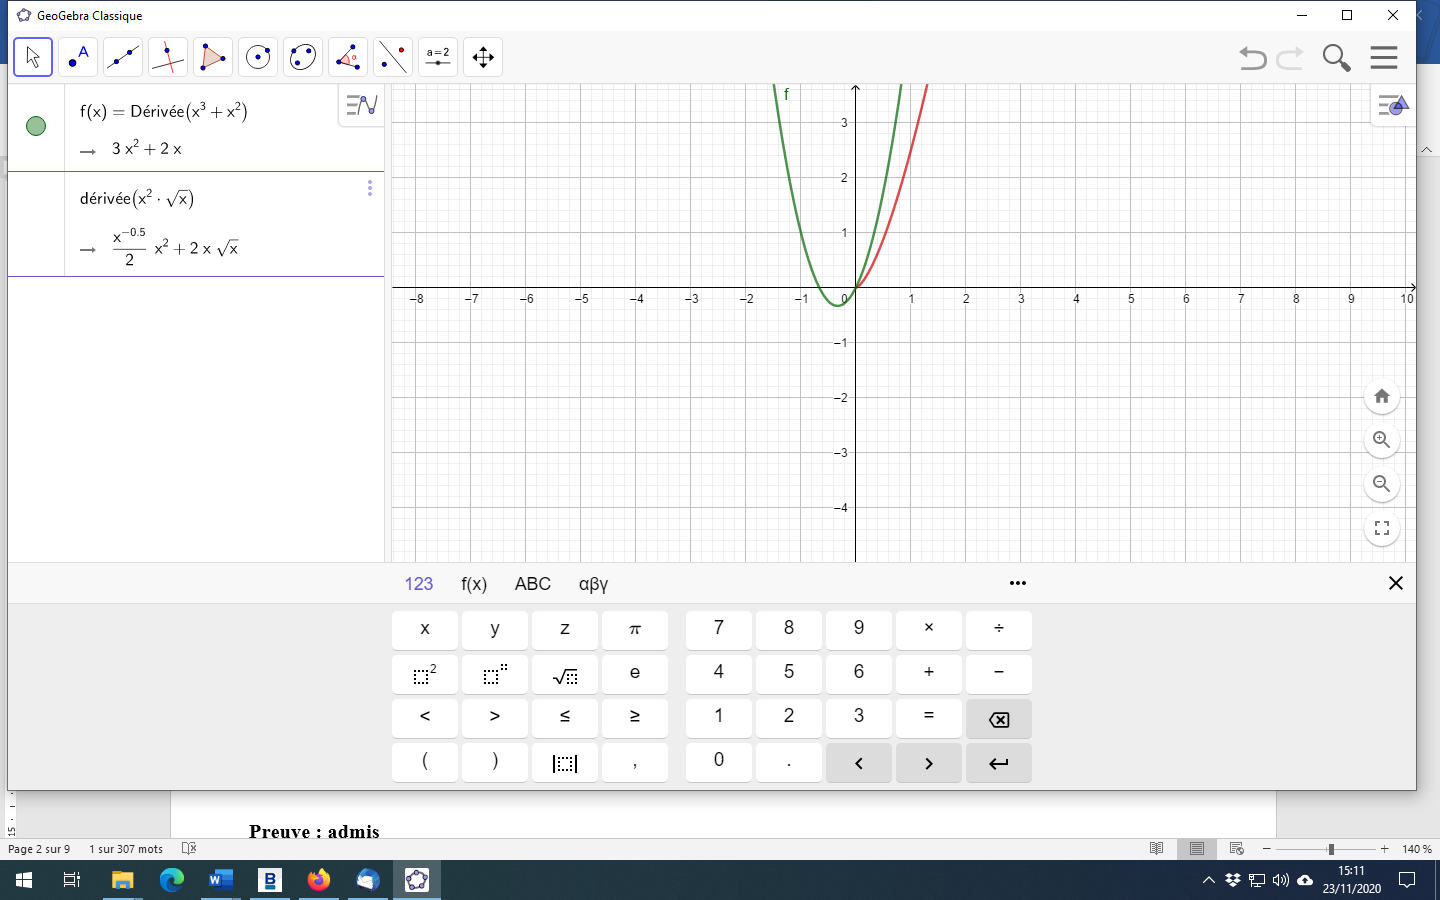 GeoGebra Classique
A
α
a=2
f(x) = Dérivée(x³ + x²)
→ 3 x² + 2 x
dérivée(x² · √x)
→ x^−0.5/2 x² + 2 x √x
f
3
2
1
−8 −7 −6 −5 −4 −3 −2 −1 0 1 2 3 4 5 6 7 8 9 10
−1
−2
−3
−4
123 f(x) ABC αβγ
x y z π 7 8 9 × ÷
2 √ e 4 5 6 + −
< > ≤ ≥ 1 2 3 =
( ) , 0 . < >
15
Preuve : admis
Page 2 sur 9 1 sur 307 mots − + 140 %
W B
15:11
23/11/2020